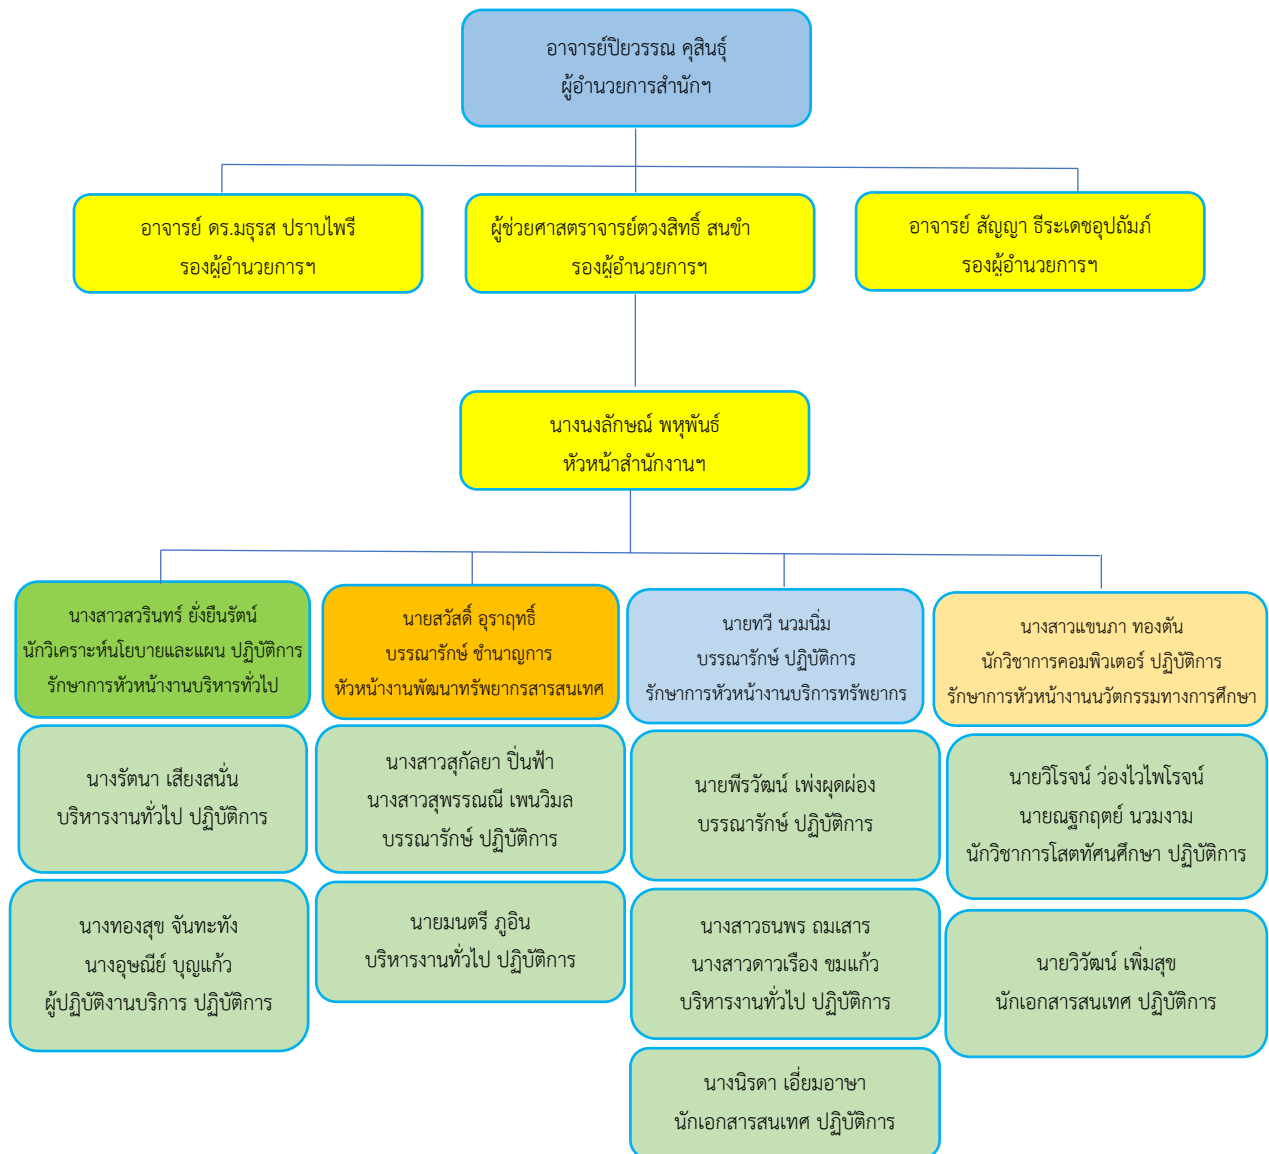 อาจารย์ปิยวรรณ คุสินธุ์
ผู้อำนวยการสำนักฯ
อาจารย์ ดร.มธุรส ปราบไพรี
รองผู้อำนวยการฯ
ผู้ช่วยศาสตราจารย์ตวงสิทธิ์ สนขำ
รองผู้อำนวยการฯ
อาจารย์ สัญญา ธีระเดชอุปถัมภ์
รองผู้อำนวยการฯ
นางนงลักษณ์ พหุพันธ์
หัวหน้าสำนักงานฯ
นางสาวสวรินทร์ ยั่งยืนรัตน์
นักวิเคราะห์นโยบายและแผน ปฏิบัติการ
รักษาการหัวหน้างานบริหารทั่วไป
นางรัตนา เสียงสนั่น
บริหารงานทั่วไป ปฏิบัติการ
นางทองสุข จันทะทัง
นางอุษณีย์ บุญแก้ว
ผู้ปฏิบัติงานบริการ ปฏิบัติการ
นายสวัสดิ์ อุราฤทธิ์
บรรณารักษ์ ชำนาญการ
หัวหน้างานพัฒนาทรัพยากรสารสนเทศ
นางสาวสุกัลยา ปิ่นฟ้า
นางสาวสุพรรณณี เพนวิมล
บรรณารักษ์ ปฏิบัติการ
นายมนตรี ภูอิน
บริหารงานทั่วไป ปฏิบัติการ
นายทวี นวมนิ่ม
บรรณารักษ์ ปฏิบัติการ
รักษาการหัวหน้างานบริการทรัพยากร
นายพีรวัฒน์ เพ่งผุดผ่อง
บรรณารักษ์ ปฏิบัติการ
นางสาวธนพร ถมเสาร
นางสาวดาวเรือง ขมแก้ว
บริหารงานทั่วไป ปฏิบัติการ
นางนิรดา เอี่ยมอาษา
นักเอกสารสนเทศ ปฏิบัติการ
นางสาวแขนภา ทองตัน
นักวิชาการคอมพิวเตอร์ ปฏิบัติการ
รักษาการหัวหน้างานนวัตกรรมทางการศึกษา
นายวิโรจน์ ว่องไวไพโรจน์
นายณฐกฤตย์ นวมงาม
นักวิชาการโสตทัศนศึกษา ปฏิบัติการ
นายวิวัฒน์ เพิ่มสุข
นักเอกสารสนเทศ ปฏิบัติการ